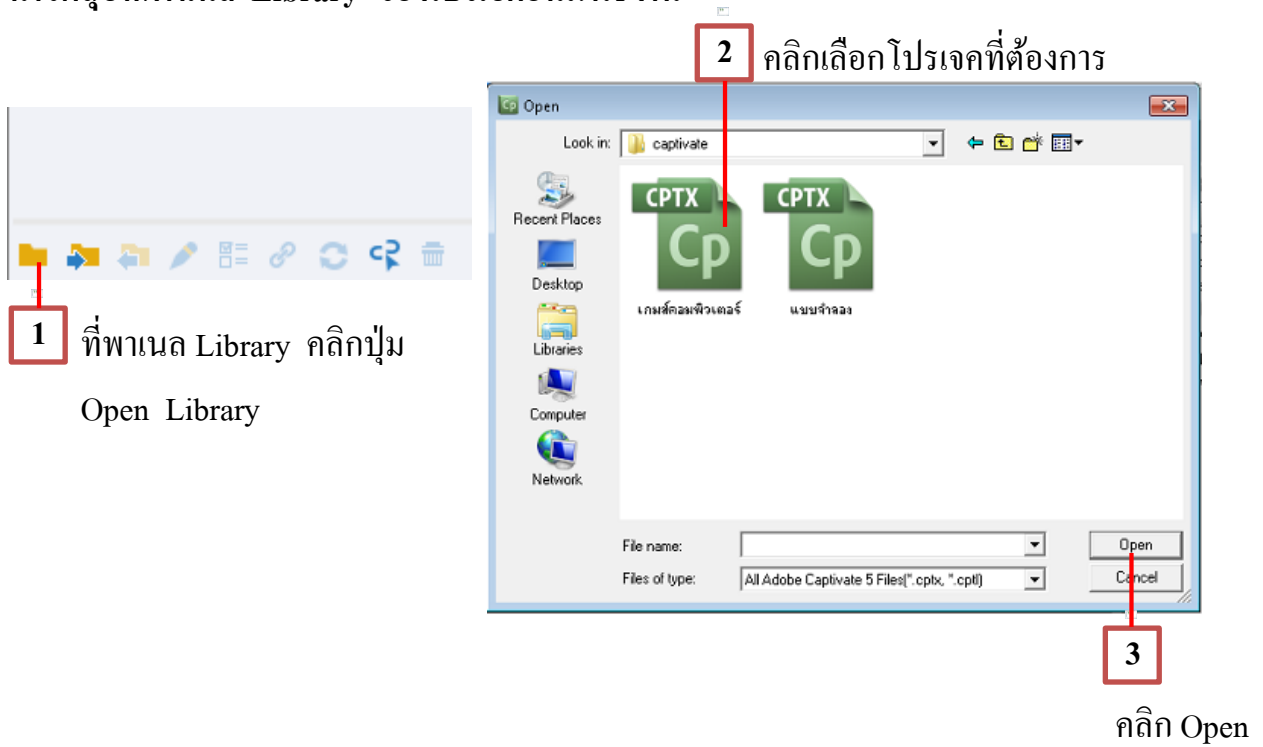 Library
2 คลิกเลือกโปรเจคที่ต้องการ
1 ที่พาเนล Library คลิกปุ่ม
Open Library
Open
Look in: captivate
Recent Places
Desktop
Libraries
Computer
Network
CPTX CPTX
Cp Cp
เกมส์คอมพิวเตอร์ แบบจำลอง
File name: Open
Files of type: All Adobe Captivate 5 Files(*.cptx, *.cptl) Cancel
3
คลิก Open